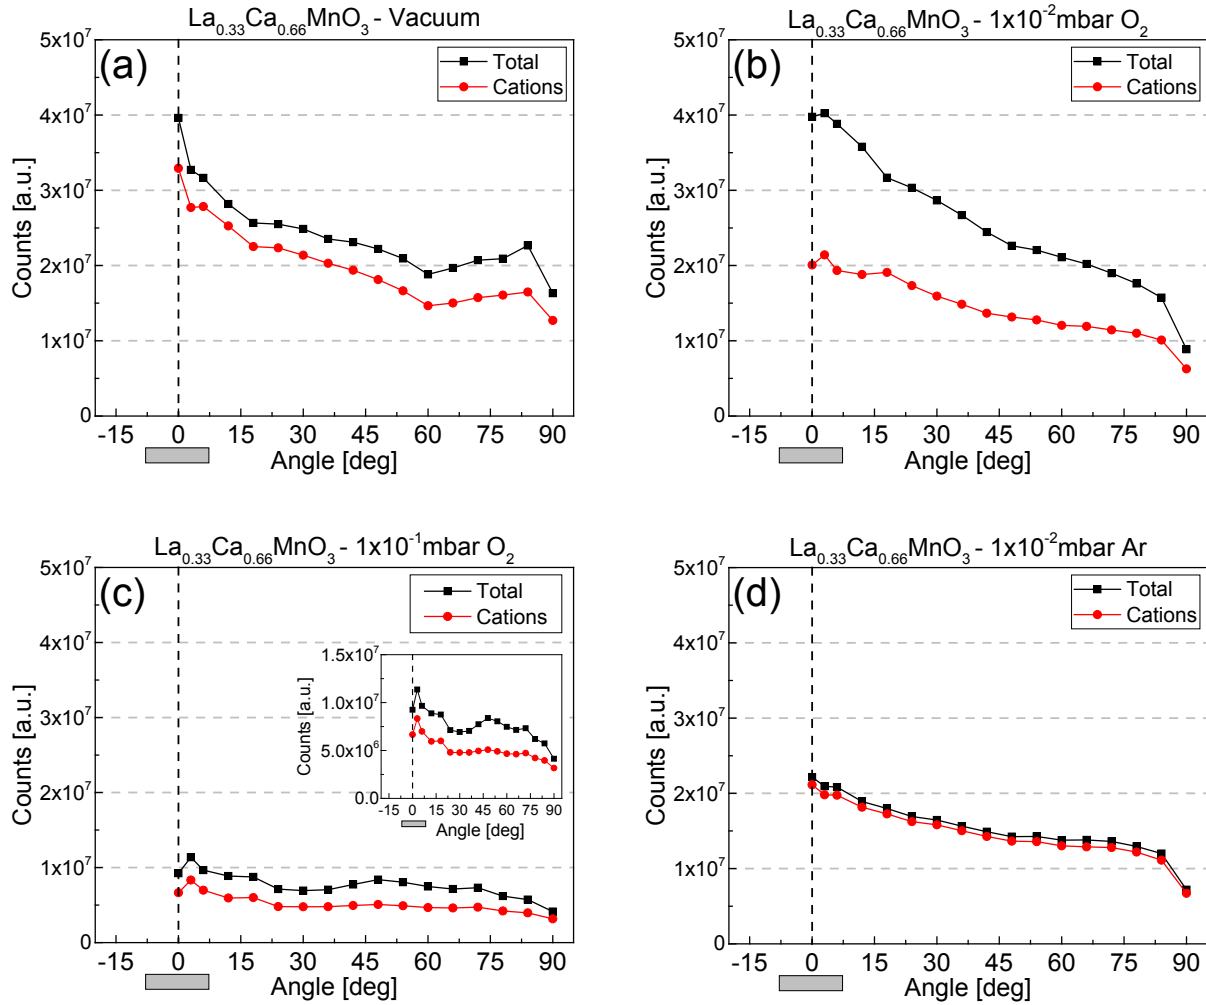 La0.33Ca0.66MnO3 - Vacuum
(a)
Total
Cations
5x10^7
4x10^7
3x10^7
2x10^7
1x10^7
0
Counts [a.u.]
-15 0 15 30 45 60 75 90
Angle [deg]
La0.33Ca0.66MnO3 - 1x10^-2mbar O2
(b)
Total
Cations
5x10^7
4x10^7
3x10^7
2x10^7
1x10^7
0
Counts [a.u.]
-15 0 15 30 45 60 75 90
Angle [deg]
La0.33Ca0.66MnO3 - 1x10^-1mbar O2
(c)
Total
Cations
5x10^7
4x10^7
3x10^7
2x10^7
1x10^7
0
Counts [a.u.]
1.5x10^7
1.0x10^7
5.0x10^6
0.0
Counts [a.u.]
-15 0 15 30 45 60 75 90
Angle [deg]
-15 0 15 30 45 60 75 90
Angle [deg]
La0.33Ca0.66MnO3 - 1x10^-2mbar Ar
(d)
Total
Cations
5x10^7
4x10^7
3x10^7
2x10^7
1x10^7
0
Counts [a.u.]
-15 0 15 30 45 60 75 90
Angle [deg]